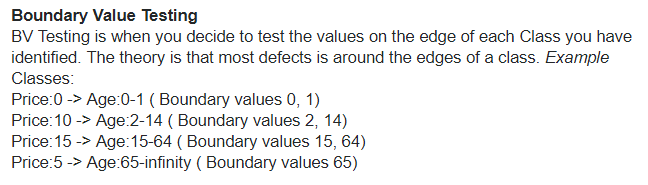 Boundary Value Testing
BV Testing is when you decide to test the values on the edge of each Class you have
identified. The theory is that most defects is around the edges of a class. Example
Classes:
Price:0 -> Age:0-1 ( Boundary values 0, 1)
Price:10 -> Age:2-14 ( Boundary values 2, 14)
Price:15 -> Age:15-64 ( Boundary values 15, 64)
Price:5 -> Age:65-infinity ( Boundary values 65)